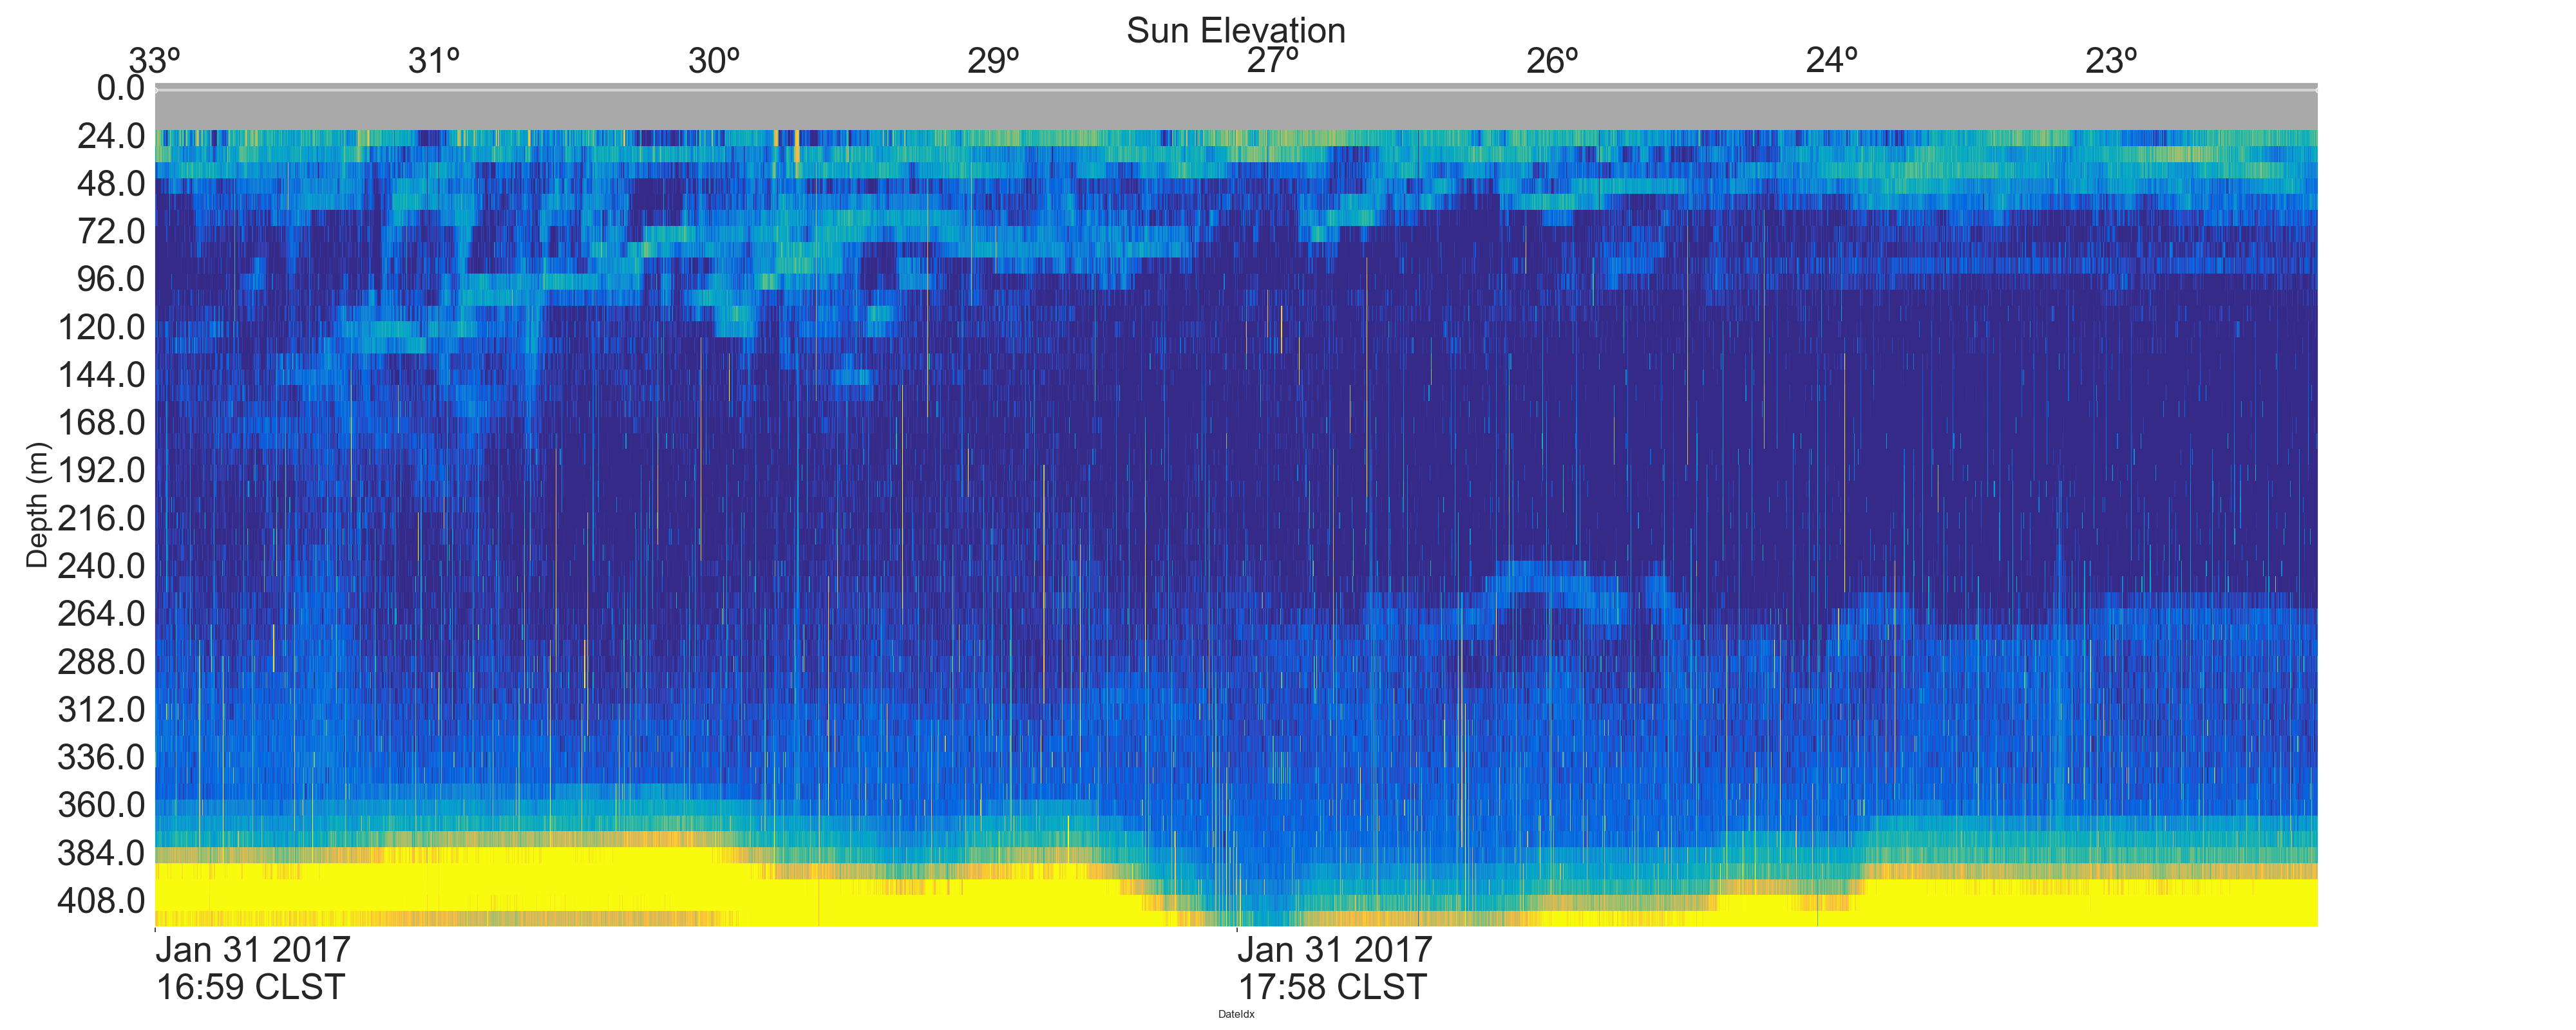 Sun Elevation
33º 31º 30º 29º 27º 26º 24º 23º
0.0
24.0
48.0
72.0
96.0
120.0
144.0
168.0
192.0
216.0
240.0
264.0
288.0
312.0
336.0
360.0
384.0
408.0
Depth (m)
Jan 31 2017
16:59 CLST
Jan 31 2017
17:58 CLST
DateIdx